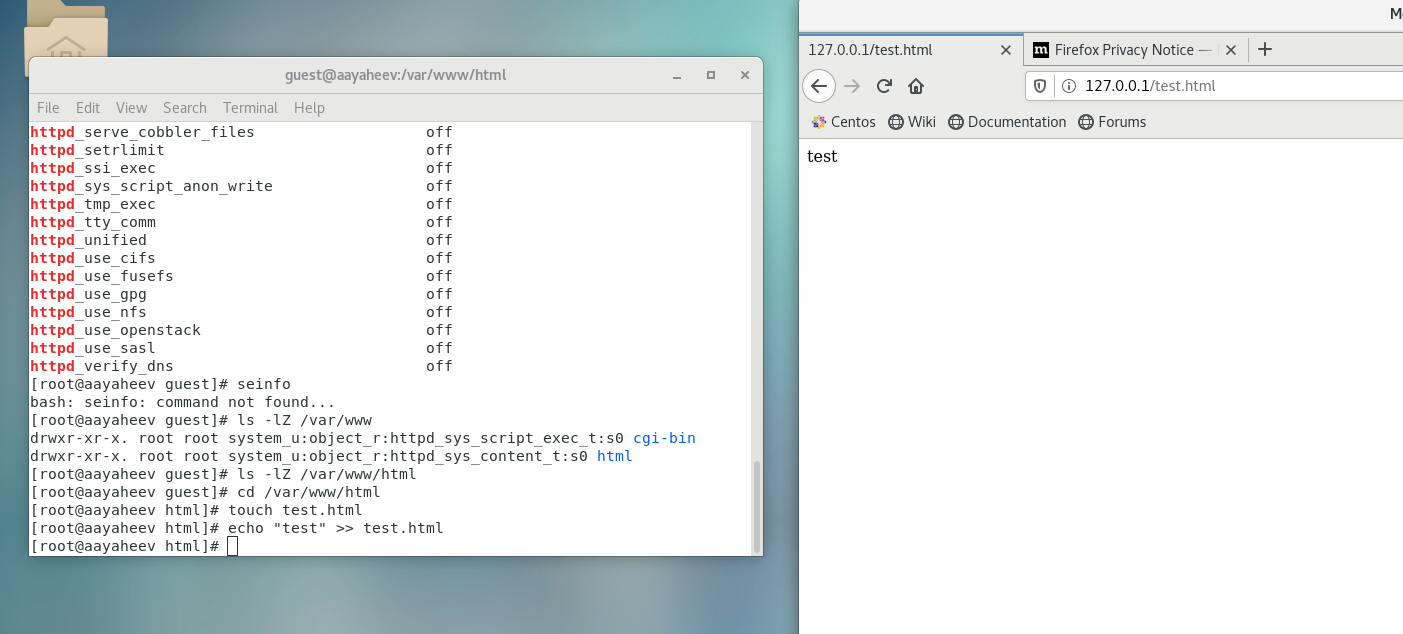 guest@aayaheev:/var/www/html
File Edit View Search Terminal Help
httpd_serve_cobbler_files off
httpd_setrlimit off
httpd_ssi_exec off
httpd_sys_script_anon_write off
httpd_tmp_exec off
httpd_tty_comm off
httpd_unified off
httpd_use_cifs off
httpd_use_fusefs off
httpd_use_gpg off
httpd_use_nfs off
httpd_use_openstack off
httpd_use_sasl off
httpd_verify_dns off
[root@aayaheev guest]# seinfo
bash: seinfo: command not found...
[root@aayaheev guest]# ls -lZ /var/www
drwxr-xr-x. root root system_u:object_r:httpd_sys_script_exec_t:s0 cgi-bin
drwxr-xr-x. root root system_u:object_r:httpd_sys_content_t:s0 html
[root@aayaheev guest]# ls -lZ /var/www/html
[root@aayaheev guest]# cd /var/www/html
[root@aayaheev html]# touch test.html
[root@aayaheev html]# echo "test" >> test.html
[root@aayaheev html]#
127.0.0.1/test.html
m Firefox Privacy Notice —
127.0.0.1/test.html
Centos Wiki Documentation Forums
test